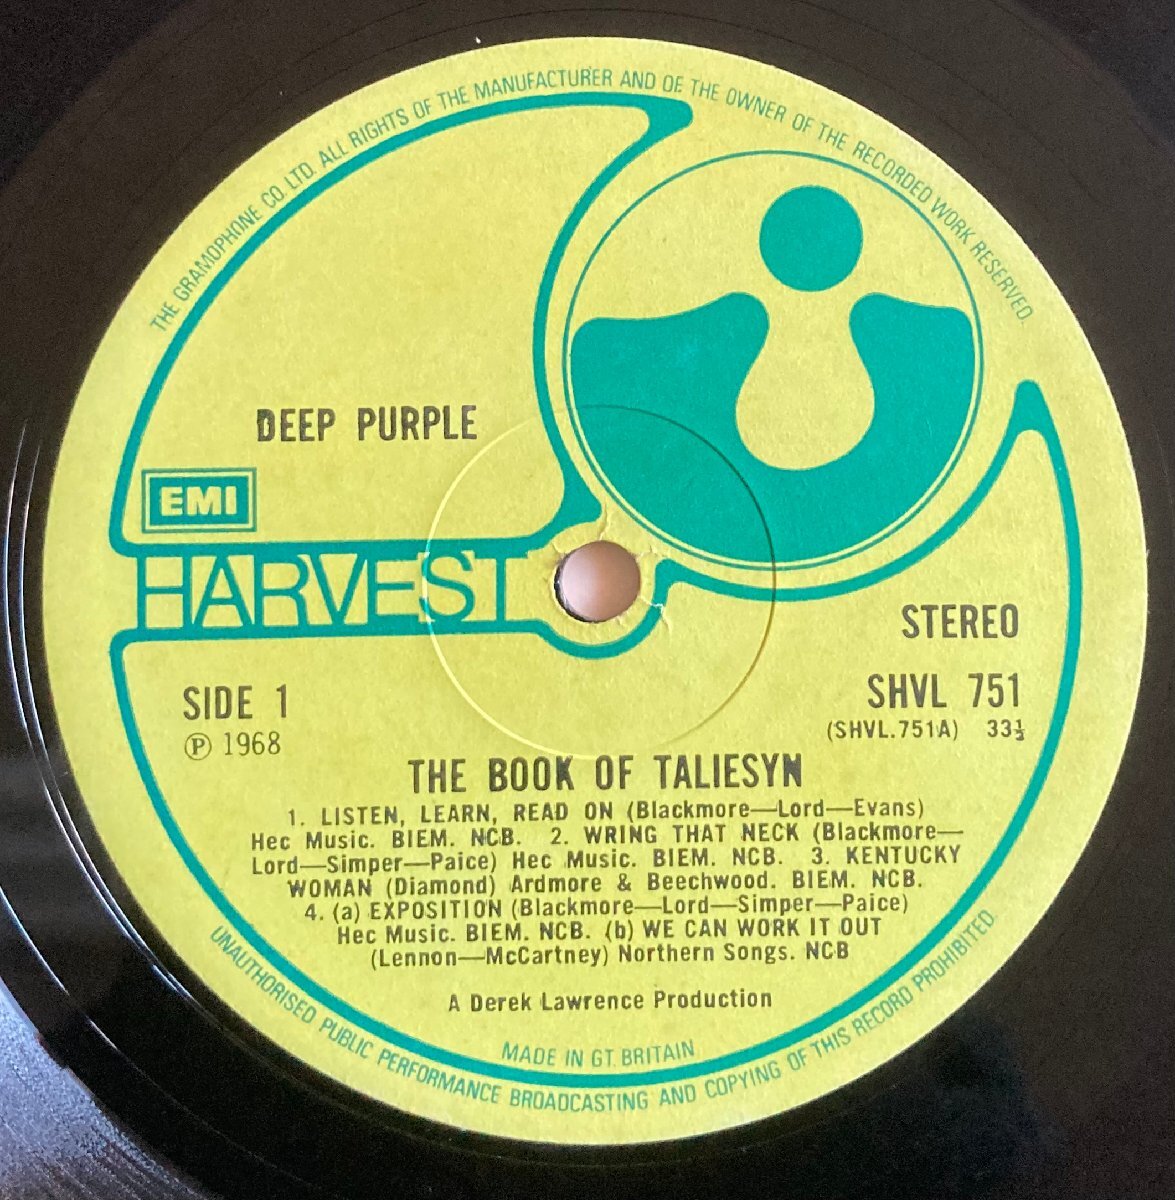 THE GRAMOPHONE CO. LTD. ALL RIGHTS OF THE MANUFACTURER AND OF THE OWNER OF THE RECORDED WORK RESERVED.
DEEP PURPLE
EMI
HARVEST
STEREO
SIDE 1
SHVL 751
℗ 1968
(SHVL.751A) 33⅓
THE BOOK OF TALIESYN
1. LISTEN, LEARN, READ ON (Blackmore—Lord—Evans)
Hec Music. BIEM. NCB. 2. WRING THAT NECK (Blackmore—
Lord—Simper—Paice) Hec Music. BIEM. NCB. 3. KENTUCKY
WOMAN (Diamond) Ardmore & Beechwood. BIEM. NCB.
4. (a) EXPOSITION (Blackmore—Lord—Simper—Paice)
Hec Music. BIEM. NCB. (b) WE CAN WORK IT OUT
(Lennon—McCartney) Northern Songs. NCB
A Derek Lawrence Production
MADE IN GT. BRITAIN
UNAUTHORISED PUBLIC PERFORMANCE BROADCASTING AND COPYING OF THIS RECORD PROHIBITED.